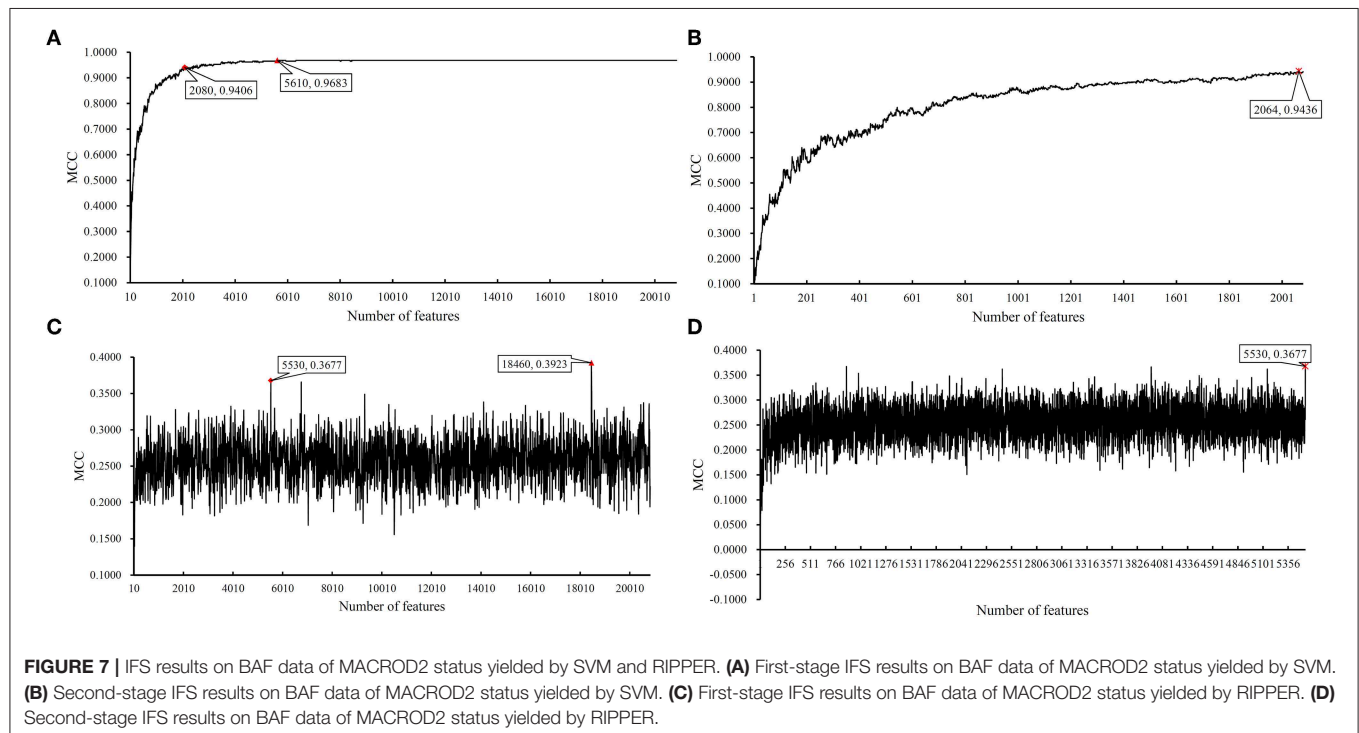 A
1.0000
0.9000
0.8000
0.7000
0.6000
0.5000
0.4000
0.3000
0.2000
0.1000
MCC
2080, 0.9406
5610, 0.9683
10 2010 4010 6010 8010 10010 12010 14010 16010 18010 20010
Number of features
B
1.0000
0.9000
0.8000
0.7000
0.6000
0.5000
0.4000
0.3000
0.2000
0.1000
MCC
2064, 0.9436
1 201 401 601 801 1001 1201 1401 1601 1801 2001
Number of features
C
0.4000
0.3500
0.3000
0.2500
0.2000
0.1500
0.1000
MCC
5530, 0.3677
18460, 0.3923
10 2010 4010 6010 8010 10010 12010 14010 16010 18010 20010
Number of features
D
0.4000
0.3500
0.3000
0.2500
0.2000
0.1500
0.1000
0.0500
0.0000
-0.0500
-0.1000
MCC
5530, 0.3677
256 511 766 1021 1276 1531 1786 2041 2296 2551 2806 3061 3316 3571 3826 4081 4336 4591 4846 5101 5356
Number of features
FIGURE 7 | IFS results on BAF data of MACROD2 status yielded by SVM and RIPPER. (A) First-stage IFS results on BAF data of MACROD2 status yielded by SVM.
(B) Second-stage IFS results on BAF data of MACROD2 status yielded by SVM. (C) First-stage IFS results on BAF data of MACROD2 status yielded by RIPPER. (D)
Second-stage IFS results on BAF data of MACROD2 status yielded by RIPPER.